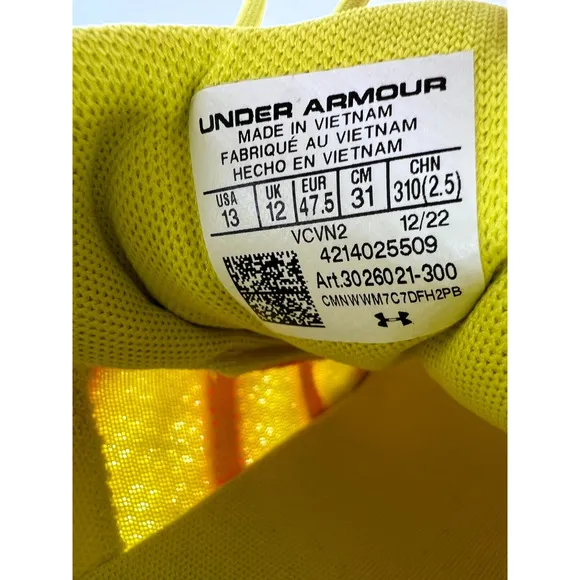 UNDER ARMOUR
MADE IN VIETNAM
FABRIQUÉ AU VIETNAM
HECHO EN VIETNAM
USA UK EUR CM CHN
13 12 47.5 31 310(2.5)
VCVN2 12/22
4214025509
Art.3026021-300
CMNWWM7C7DFH2PB